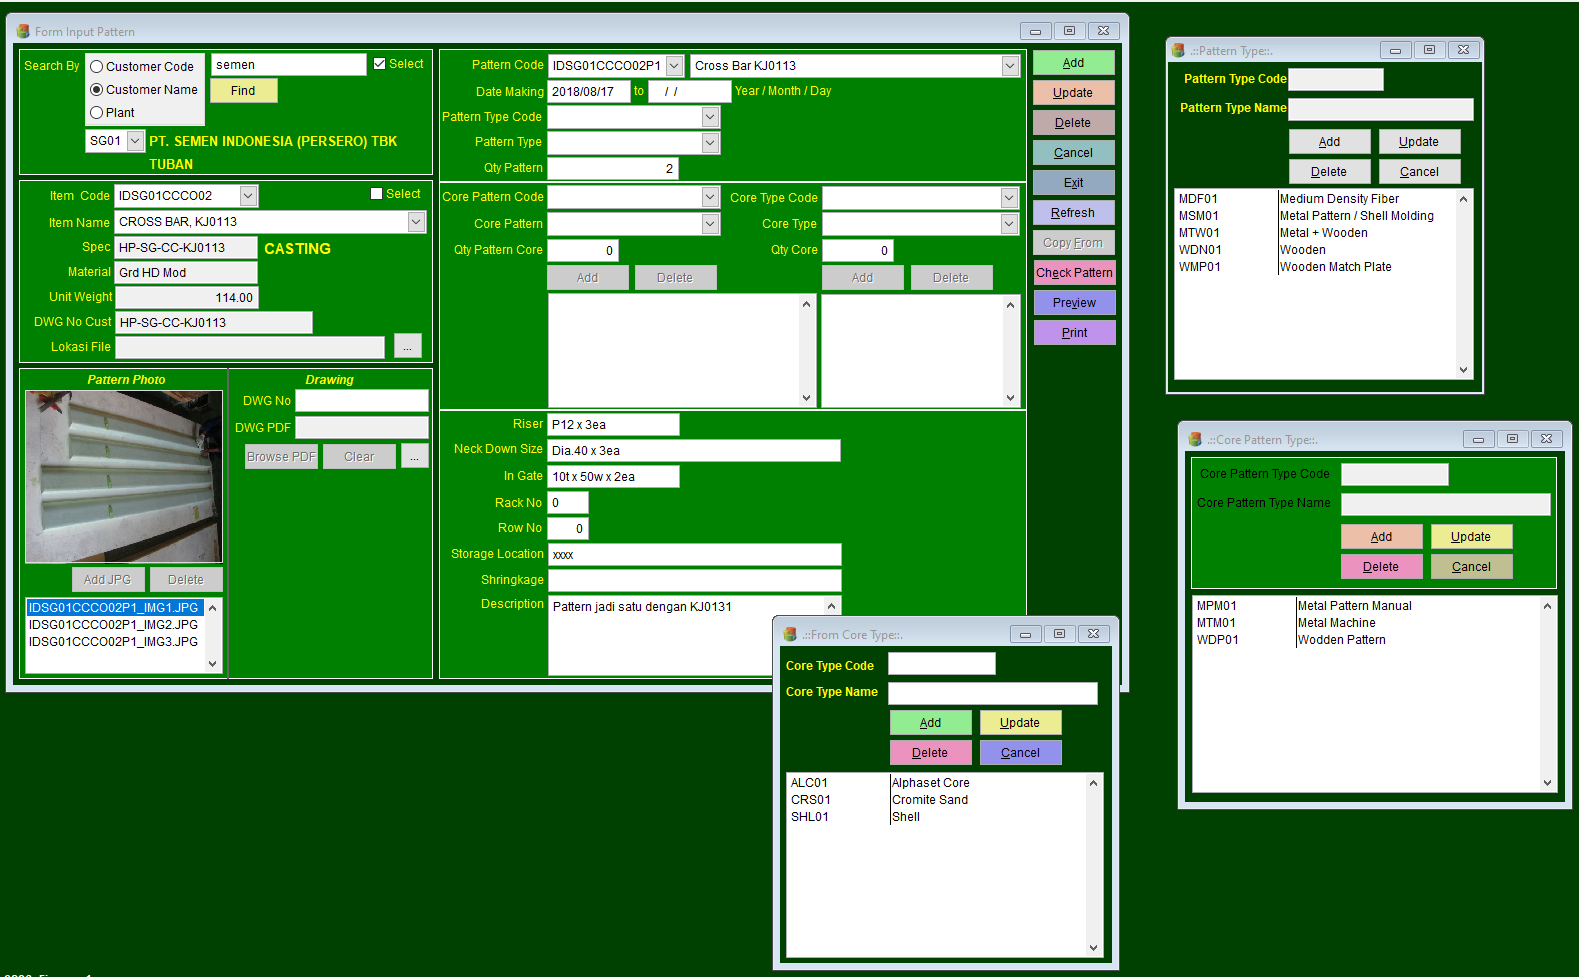 Form Input Pattern
Search By
Customer Code
Customer Name
Plant
semen
Select
Find
SG01
PT. SEMEN INDONESIA (PERSERO) TBK
TUBAN
Item Code IDSG01CCCO02
Select
Item Name CROSS BAR, KJ0113
Spec HP-SG-CC-KJ0113 CASTING
Material Grd HD Mod
Unit Weight 114.00
DWG No Cust HP-SG-CC-KJ0113
Lokasi File ...
Pattern Photo
Add JPG Delete
IDSG01CCCO02P1_IMG1.JPG
IDSG01CCCO02P1_IMG2.JPG
IDSG01CCCO02P1_IMG3.JPG
Drawing
DWG No
DWG PDF
Browse PDF Clear ...
Pattern Code IDSG01CCCO02P1 Cross Bar KJ0113
Date Making 2018/08/17 to / / Year / Month / Day
Pattern Type Code
Pattern Type
Qty Pattern 2
Core Pattern Code Core Type Code
Core Pattern Core Type
Qty Pattern Core 0 Qty Core 0
Add Delete Add Delete
Riser P12 x 3ea
Neck Down Size Dia.40 x 3ea
In Gate 10t x 50w x 2ea
Rack No 0
Row No 0
Storage Location xxxx
Shringkage
Description Pattern jadi satu dengan KJ0131
Add
Update
Delete
Cancel
Exit
Refresh
Copy From
Check Pattern
Preview
Print
.::Pattern Type::.
Pattern Type Code
Pattern Type Name
Add Update
Delete Cancel
MDF01 Medium Density Fiber
MSM01 Metal Pattern / Shell Molding
MTW01 Metal + Wooden
WDN01 Wooden
WMP01 Wooden Match Plate
.::Core Pattern Type::.
Core Pattern Type Code
Core Pattern Type Name
Add Update
Delete Cancel
MPM01 Metal Pattern Manual
MTM01 Metal Machine
WDP01 Wodden Pattern
.::From Core Type::.
Core Type Code
Core Type Name
Add Update
Delete Cancel
ALC01 Alphaset Core
CRS01 Cromite Sand
SHL01 Shell